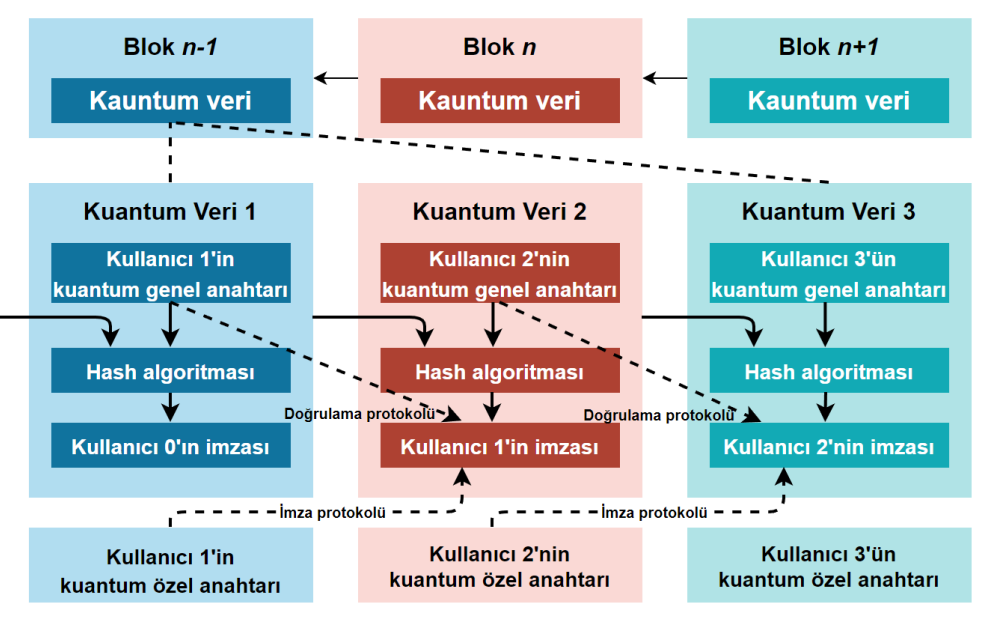 Blok n-1
Blok n
Blok n+1
Kauntum veri
Kauntum veri
Kauntum veri
Kuantum Veri 1
Kuantum Veri 2
Kuantum Veri 3
Kullanıcı 1'in
kuantum genel anahtarı
Kullanıcı 2'nin
kuantum genel anahtarı
Kullanıcı 3'ün
kuantum genel anahtarı
Hash algoritması
Hash algoritması
Hash algoritması
Doğrulama protokolü
Doğrulama protokolü
Kullanıcı 0'ın imzası
Kullanıcı 1'in imzası
Kullanıcı 2'nin imzası
İmza protokolü
İmza protokolü
Kullanıcı 1'in
kuantum özel anahtarı
Kullanıcı 2'nin
kuantum özel anahtarı
Kullanıcı 3'ün
kuantum özel anahtarı